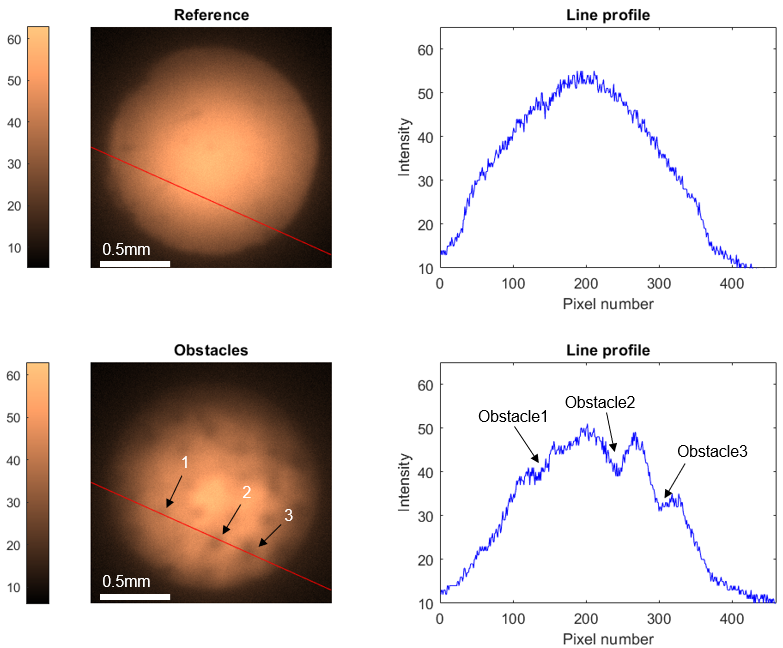 Reference
60
50
40
30
20
10
0.5mm
Line profile
60
50
40
30
20
10
Intensity
0 100 200 300 400
Pixel number
Obstacles
60
50
40
30
20
10
1
2
3
0.5mm
Line profile
60
50
40
30
20
10
Intensity
Obstacle1
Obstacle2
Obstacle3
0 100 200 300 400
Pixel number